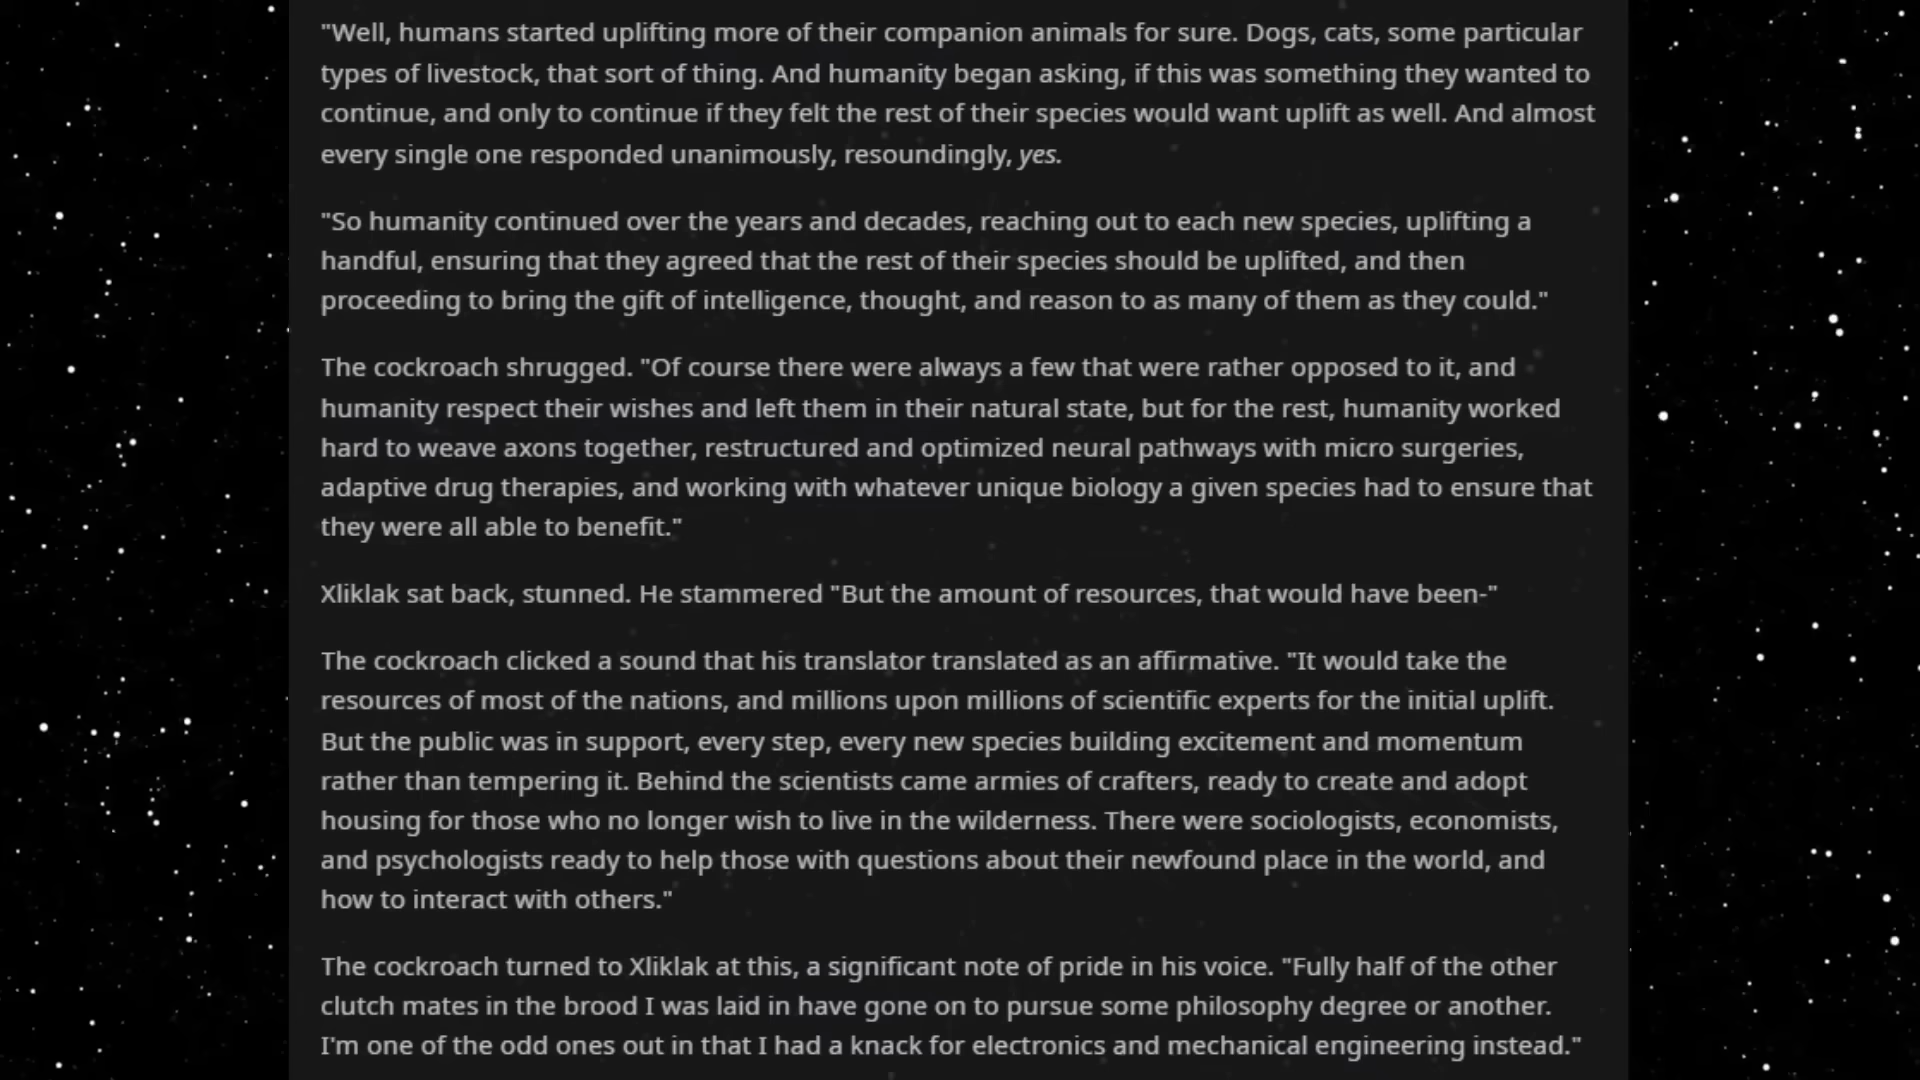 "Well, humans started uplifting more of their companion animals for sure. Dogs, cats, some particular
types of livestock, that sort of thing. And humanity began asking, if this was something they wanted to
continue, and only to continue if they felt the rest of their species would want uplift as well. And almost
every single one responded unanimously, resoundingly, yes.
"So humanity continued over the years and decades, reaching out to each new species, uplifting a
handful, ensuring that they agreed that the rest of their species should be uplifted, and then
proceeding to bring the gift of intelligence, thought, and reason to as many of them as they could."
The cockroach shrugged. "Of course there were always a few that were rather opposed to it, and
humanity respect their wishes and left them in their natural state, but for the rest, humanity worked
hard to weave axons together, restructured and optimized neural pathways with micro surgeries,
adaptive drug therapies, and working with whatever unique biology a given species had to ensure that
they were all able to benefit."
Xliklak sat back, stunned. He stammered "But the amount of resources, that would have been-"
The cockroach clicked a sound that his translator translated as an affirmative. "It would take the
resources of most of the nations, and millions upon millions of scientific experts for the initial uplift.
But the public was in support, every step, every new species building excitement and momentum
rather than tempering it. Behind the scientists came armies of crafters, ready to create and adopt
housing for those who no longer wish to live in the wilderness. There were sociologists, economists,
and psychologists ready to help those with questions about their newfound place in the world, and
how to interact with others."
The cockroach turned to Xliklak at this, a significant note of pride in his voice. "Fully half of the other
clutch mates in the brood I was laid in have gone on to pursue some philosophy degree or another.
I'm one of the odd ones out in that I had a knack for electronics and mechanical engineering instead."